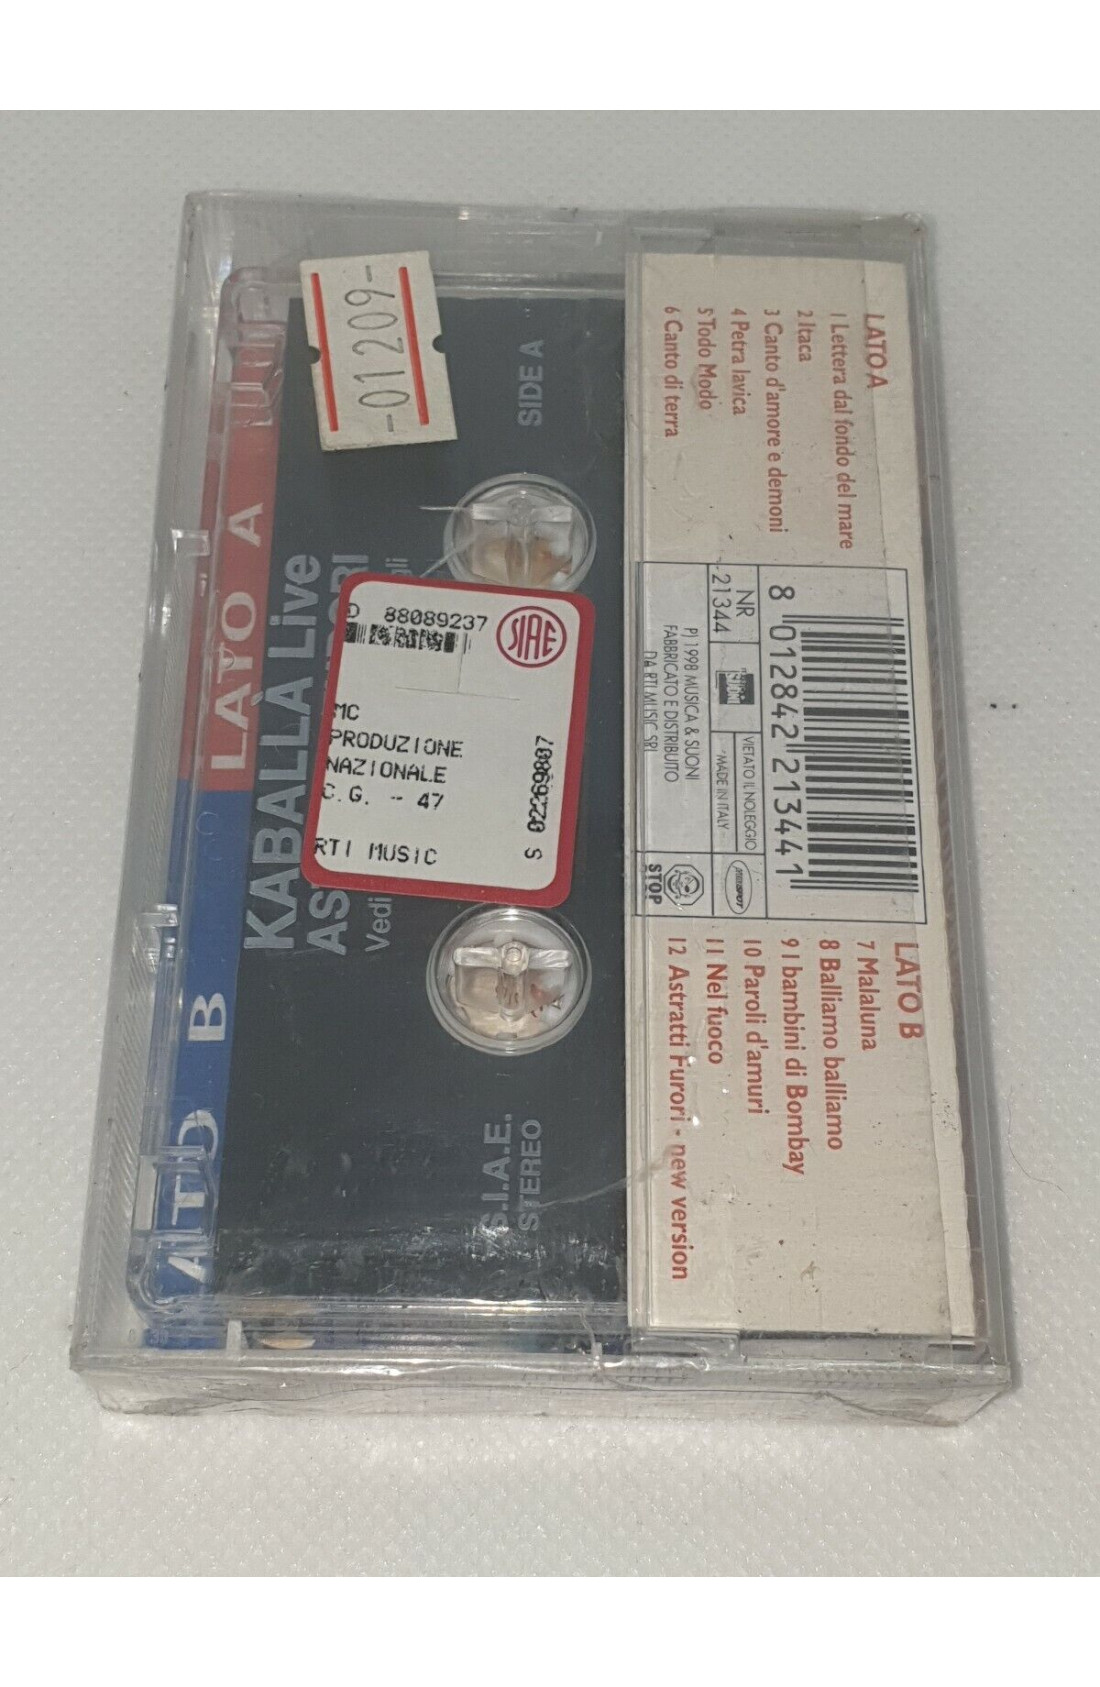 LATO A
1 Lettera dal fondo del mare
2 Itaca
3 Canto d'amore e demoni
4 Petra lavica
5 Todo Modo
6 Canto di terra
8 012842 213441
NR
21344
VIETATO IL NOLEGGIO
MADE IN ITALY
P) 1998 MUSICA & SUONI
FABBRICATO E DISTRIBUITO
DA RTI MUSIC SRL
STOP
LATO B
7 Malaluna
8 Balliamo balliamo
9 I bambini di Bombay
10 Paroli d'amuri
11 Nel fuoco
12 Astratti Furori - new version
-01209-
SIDE A
SIAE
88089237
MC
PRODUZIONE
NAZIONALE
C.G. - 47
RTI MUSIC
02269807 S
LATO A
KABALLÀ Live
AS
Vedi
S.I.A.E.
STEREO
B